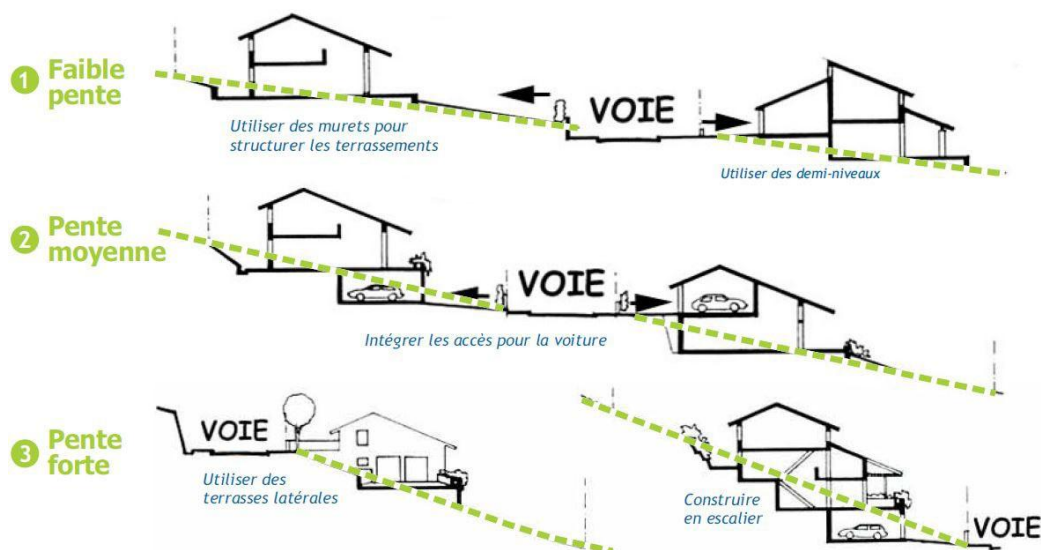 1 Faible
pente
VOIE
Utiliser des murets pour
structurer les terrassements
Utiliser des demi-niveaux
2 Pente
moyenne
VOIE
Intégrer les accès pour la voiture
3 Pente
forte
VOIE
Utiliser des
terrasses latérales
Construire
en escalier
VOIE